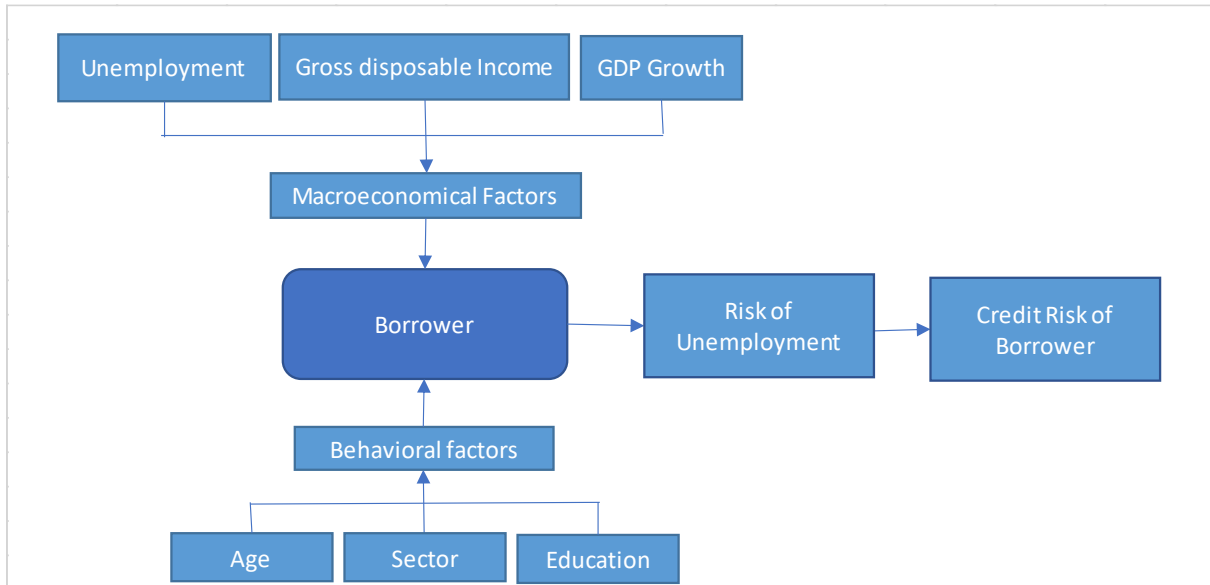 Unemployment
Gross disposable Income
GDP Growth
Macroeconomical Factors
Borrower
Risk of
Unemployment
Credit Risk of
Borrower
Behavioral factors
Age
Sector
Education